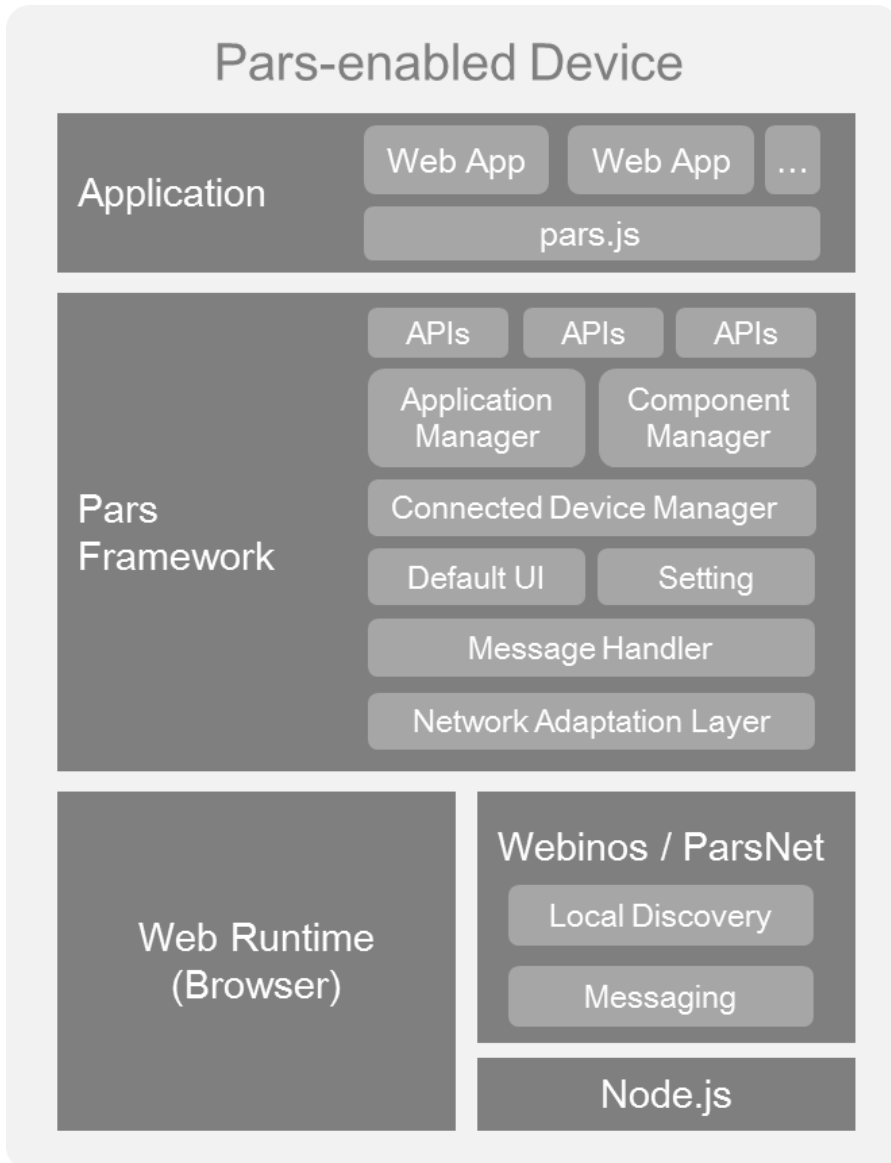 Pars-enabled Device
Application
Web App
Web App
...
pars.js
Pars
Framework
APIs
APIs
APIs
Application
Manager
Component
Manager
Connected Device Manager
Default UI
Setting
Message Handler
Network Adaptation Layer
Web Runtime
(Browser)
Webinos / ParsNet
Local Discovery
Messaging
Node.js